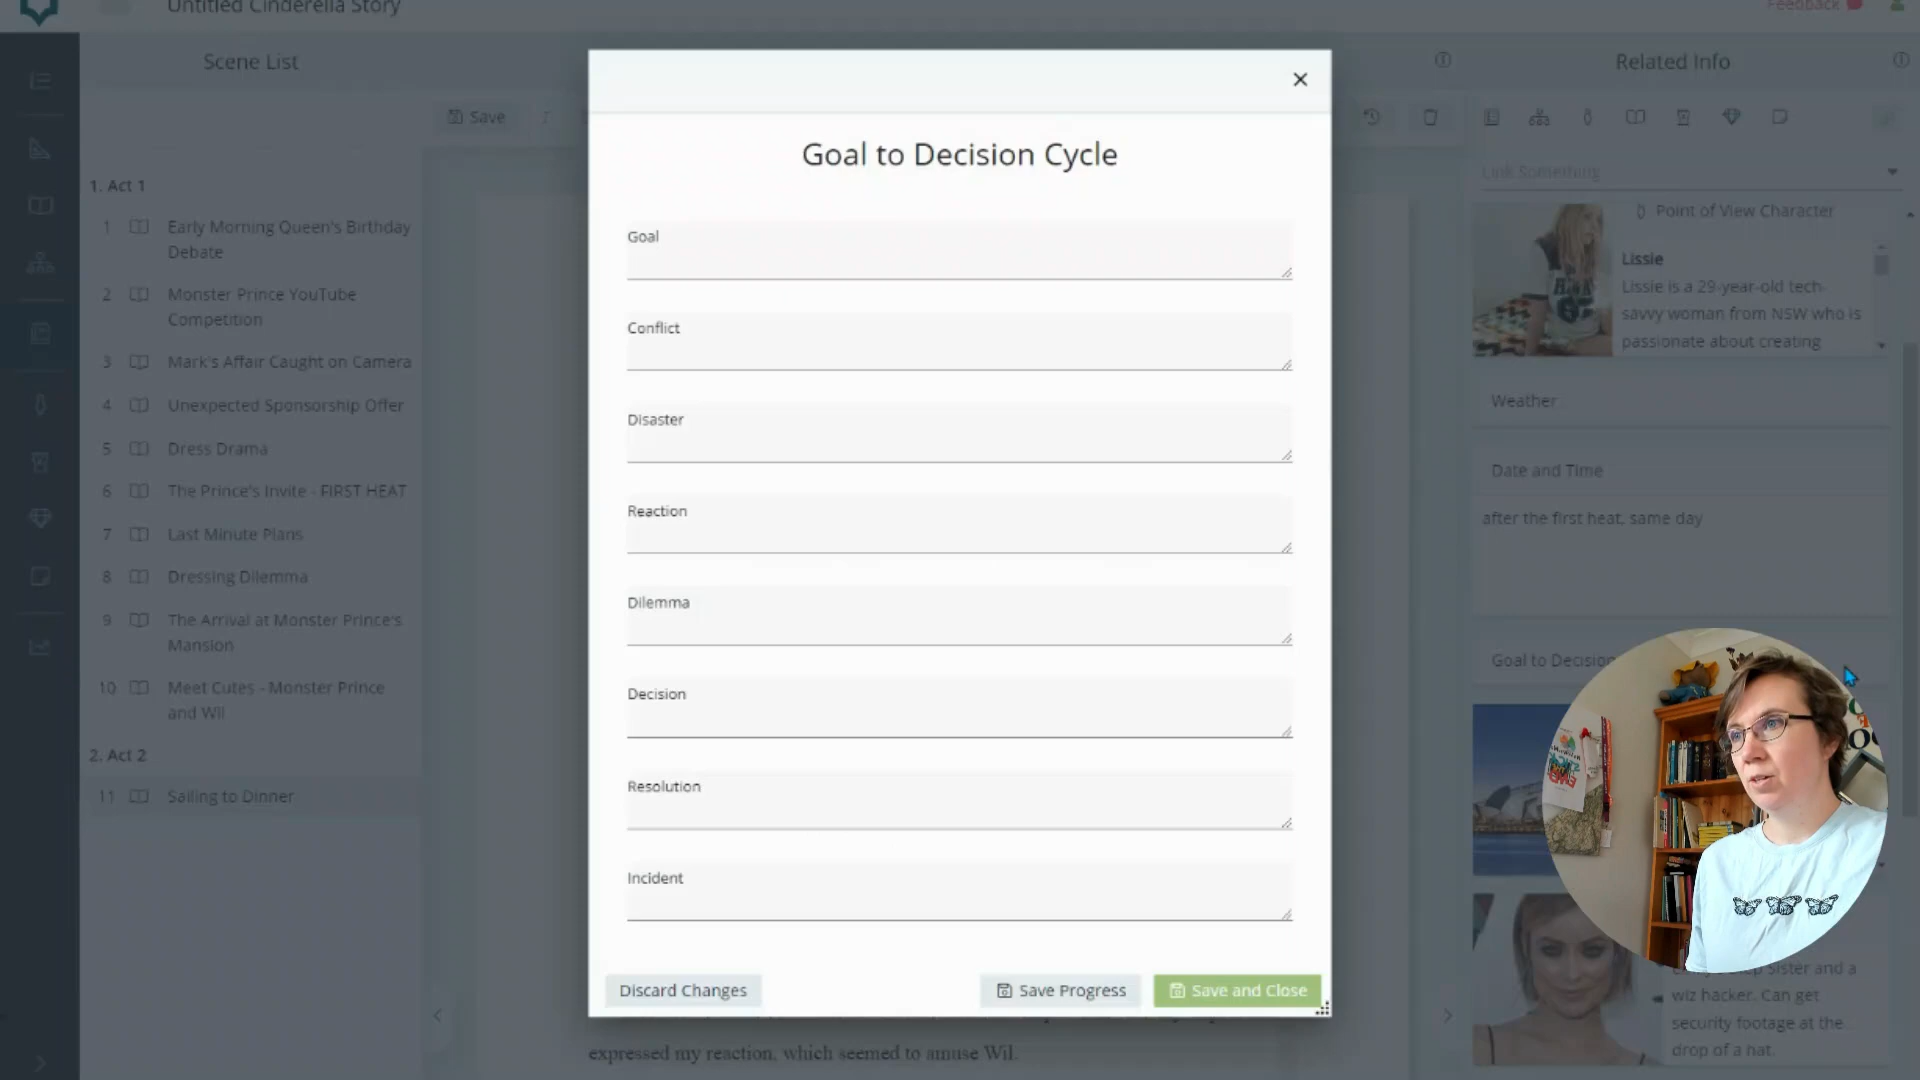 Untitled Cinderella Story
Feedback
Scene List
Related Info
Save
Link Something
1. Act 1
1 Early Morning Queen's Birthday
Debate
2 Monster Prince YouTube
Competition
3 Mark's Affair Caught on Camera
4 Unexpected Sponsorship Offer
5 Dress Drama
6 The Prince's Invite - FIRST HEAT
7 Last Minute Plans
8 Dressing Dilemma
9 The Arrival at Monster Prince's
Mansion
10 Meet Cutes - Monster Prince
and Wil
2. Act 2
11 Sailing to Dinner
Goal to Decision Cycle
Goal
Conflict
Disaster
Reaction
Dilemma
Decision
Resolution
Incident
Discard Changes
Save Progress
Save and Close
expressed my reaction, which seemed to amuse Wil.
Point of View Character
Lissie
Lissie is a 29-year-old tech-
savvy woman from NSW who is
passionate about creating
Weather
Date and Time
after the first heat, same day
Goal to Decision
Step Sister and a
wiz hacker. Can get
security footage at the
drop of a hat.